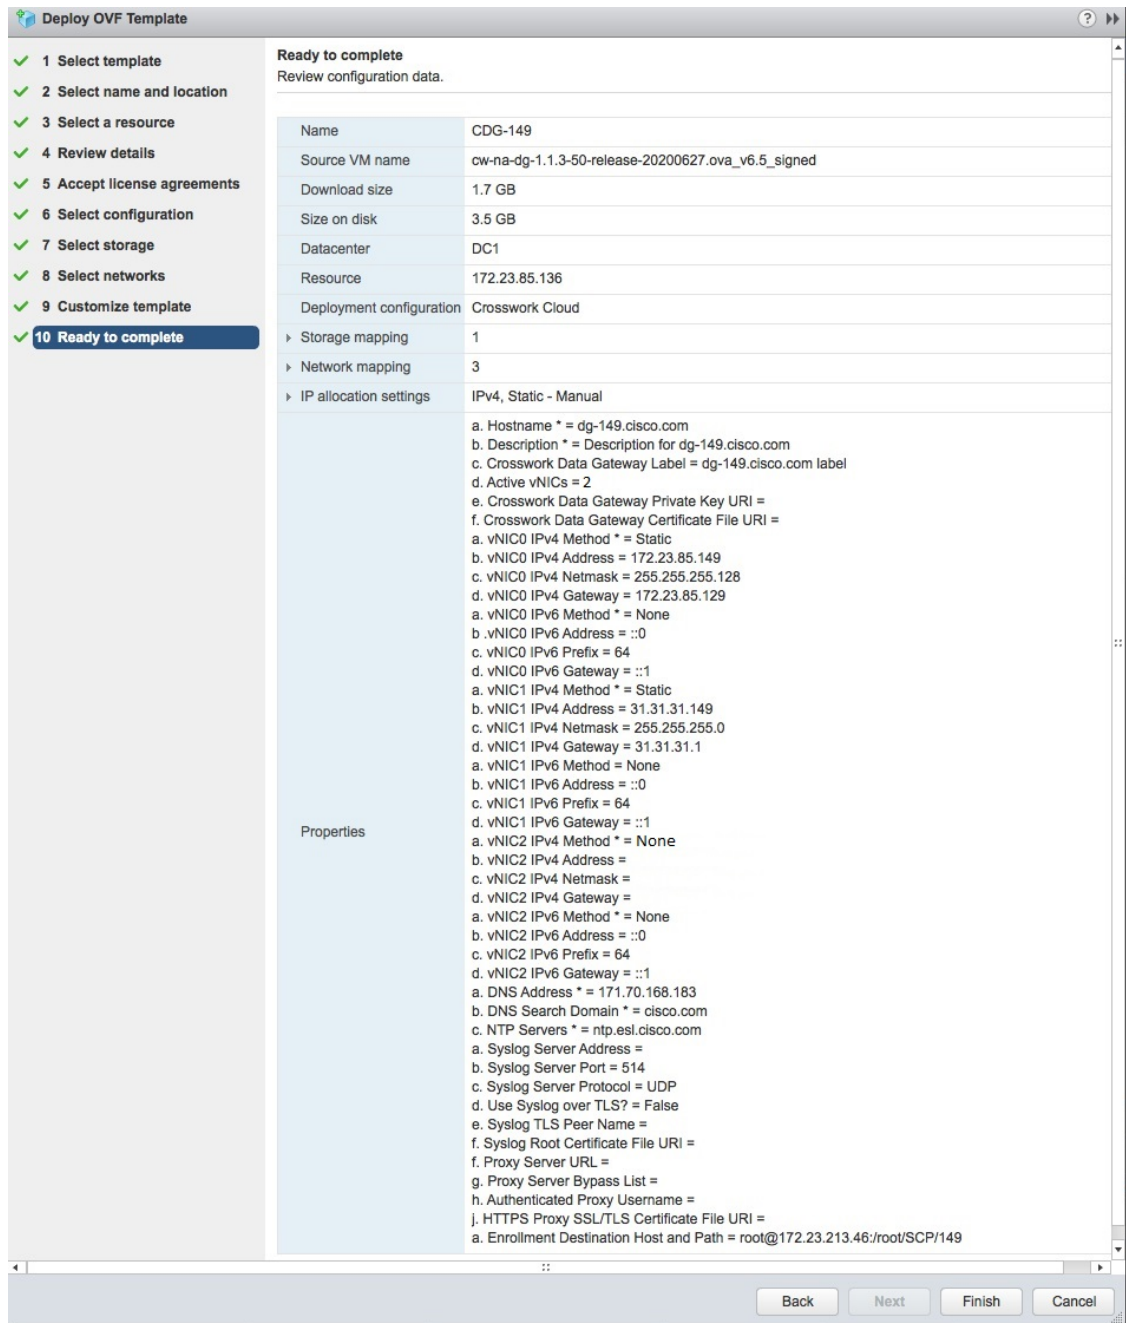 Deploy OVF Template
1 Select template
2 Select name and location
3 Select a resource
4 Review details
5 Accept license agreements
6 Select configuration
7 Select storage
8 Select networks
9 Customize template
10 Ready to complete
Ready to complete
Review configuration data.
Name CDG-149
Source VM name cw-na-dg-1.1.3-50-release-20200627.ova_v6.5_signed
Download size 1.7 GB
Size on disk 3.5 GB
Datacenter DC1
Resource 172.23.85.136
Deployment configuration Crosswork Cloud
Storage mapping 1
Network mapping 3
IP allocation settings IPv4, Static - Manual
Properties
a. Hostname * = dg-149.cisco.com
b. Description * = Description for dg-149.cisco.com
c. Crosswork Data Gateway Label = dg-149.cisco.com label
d. Active vNICs = 2
e. Crosswork Data Gateway Private Key URI =
f. Crosswork Data Gateway Certificate File URI =
a. vNIC0 IPv4 Method * = Static
b. vNIC0 IPv4 Address = 172.23.85.149
c. vNIC0 IPv4 Netmask = 255.255.255.128
d. vNIC0 IPv4 Gateway = 172.23.85.129
a. vNIC0 IPv6 Method * = None
b .vNIC0 IPv6 Address = ::0
c. vNIC0 IPv6 Prefix = 64
d. vNIC0 IPv6 Gateway = ::1
a. vNIC1 IPv4 Method * = Static
b. vNIC1 IPv4 Address = 31.31.31.149
c. vNIC1 IPv4 Netmask = 255.255.255.0
d. vNIC1 IPv4 Gateway = 31.31.31.1
a. vNIC1 IPv6 Method = None
b. vNIC1 IPv6 Address = ::0
c. vNIC1 IPv6 Prefix = 64
d. vNIC1 IPv6 Gateway = ::1
a. vNIC2 IPv4 Method * = None
b. vNIC2 IPv4 Address =
c. vNIC2 IPv4 Netmask =
d. vNIC2 IPv4 Gateway =
a. vNIC2 IPv6 Method * = None
b. vNIC2 IPv6 Address = ::0
c. vNIC2 IPv6 Prefix = 64
d. vNIC2 IPv6 Gateway = ::1
a. DNS Address * = 171.70.168.183
b. DNS Search Domain * = cisco.com
c. NTP Servers * = ntp.esl.cisco.com
a. Syslog Server Address =
b. Syslog Server Port = 514
c. Syslog Server Protocol = UDP
d. Use Syslog over TLS? = False
e. Syslog TLS Peer Name =
f. Syslog Root Certificate File URI =
f. Proxy Server URL =
g. Proxy Server Bypass List =
h. Authenticated Proxy Username =
j. HTTPS Proxy SSL/TLS Certificate File URI =
a. Enrollment Destination Host and Path = root@172.23.213.46:/root/SCP/149
Back Next Finish Cancel